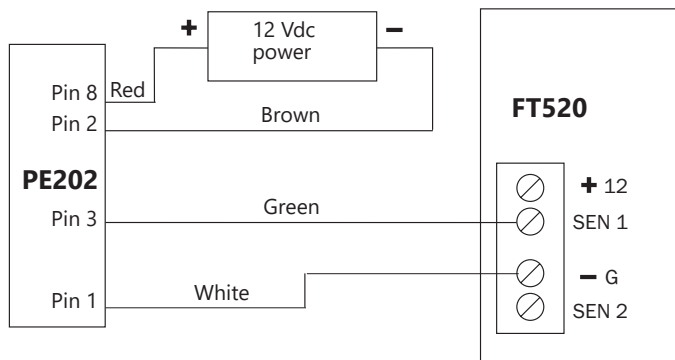 + 12 Vdc −
power
Pin 8 Red
Pin 2 Brown
PE202
Pin 3 Green
Pin 1 White
FT520
+ 12
SEN 1
− G
SEN 2